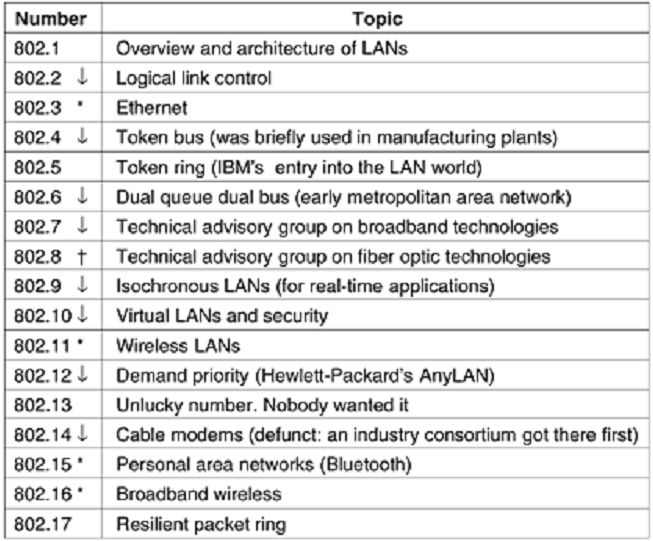 Number Topic
802.1 Overview and architecture of LANs
802.2 ↓ Logical link control
802.3 * Ethernet
802.4 ↓ Token bus (was briefly used in manufacturing plants)
802.5 Token ring (IBM's entry into the LAN world)
802.6 ↓ Dual queue dual bus (early metropolitan area network)
802.7 ↓ Technical advisory group on broadband technologies
802.8 † Technical advisory group on fiber optic technologies
802.9 ↓ Isochronous LANs (for real-time applications)
802.10 ↓ Virtual LANs and security
802.11 * Wireless LANs
802.12 ↓ Demand priority (Hewlett-Packard's AnyLAN)
802.13 Unlucky number. Nobody wanted it
802.14 ↓ Cable modems (defunct: an industry consortium got there first)
802.15 * Personal area networks (Bluetooth)
802.16 * Broadband wireless
802.17 Resilient packet ring